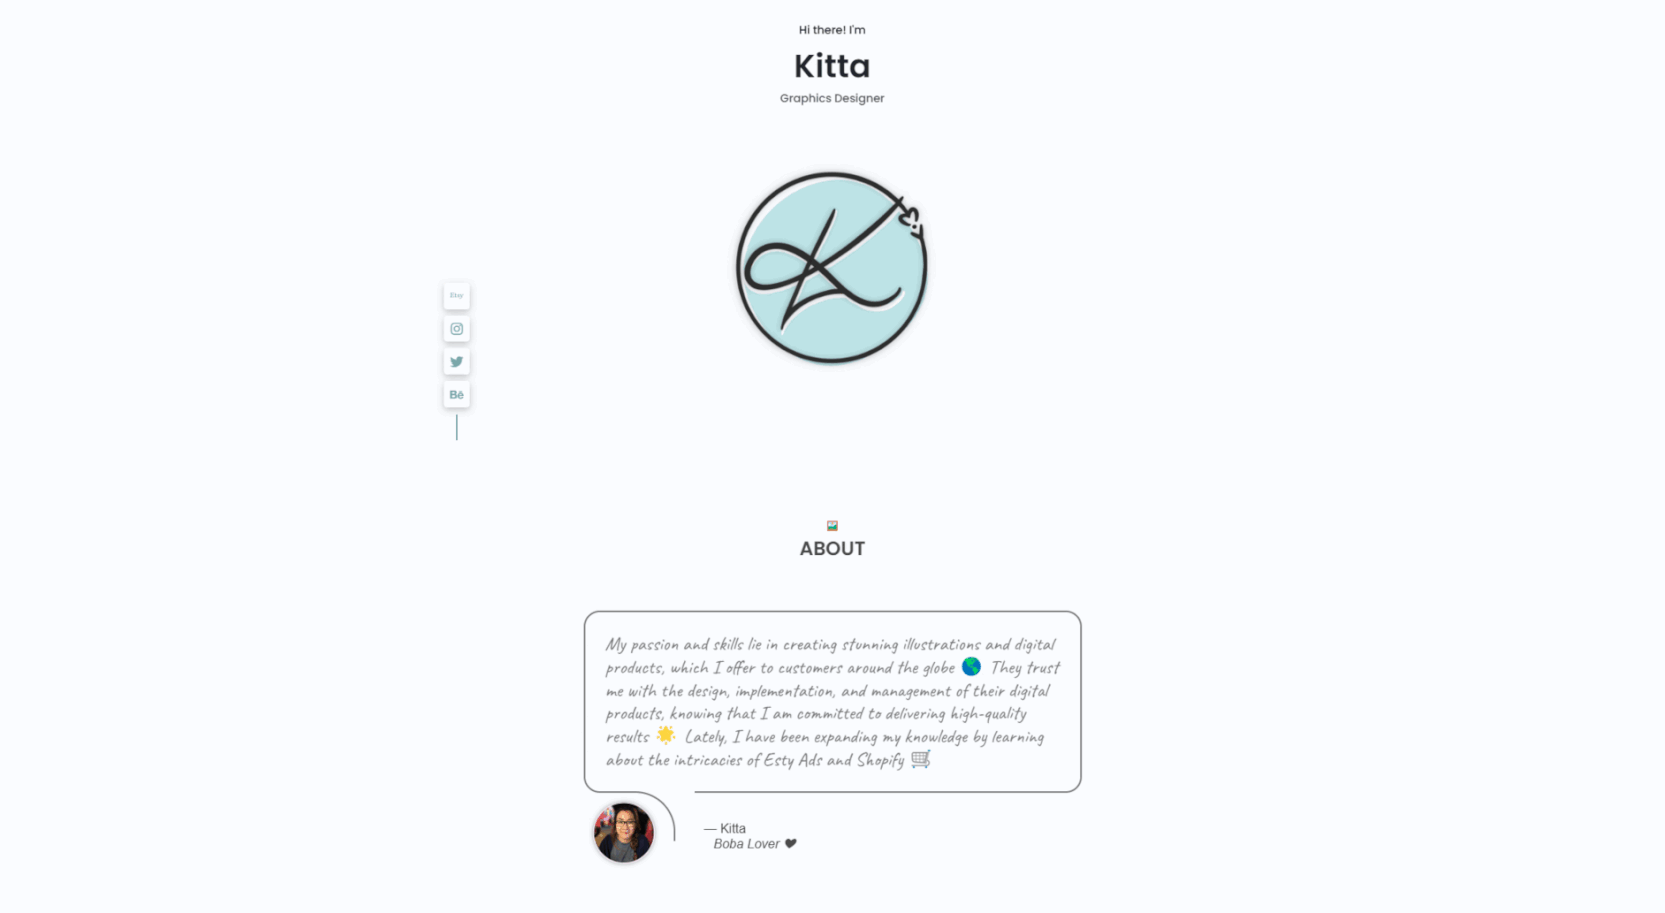 Hi there! I'm
Kitta
Graphics Designer
Etsy
Bē
ABOUT
My passion and skills lie in creating stunning illustrations and digital
products, which I offer to customers around the globe 🌎 They trust
me with the design, implementation, and management of their digital
products, knowing that I am committed to delivering high-quality
results 🌟 Lately, I have been expanding my knowledge by learning
about the intricacies of Esty Ads and Shopify 🛒
— Kitta
Boba Lover 🖤